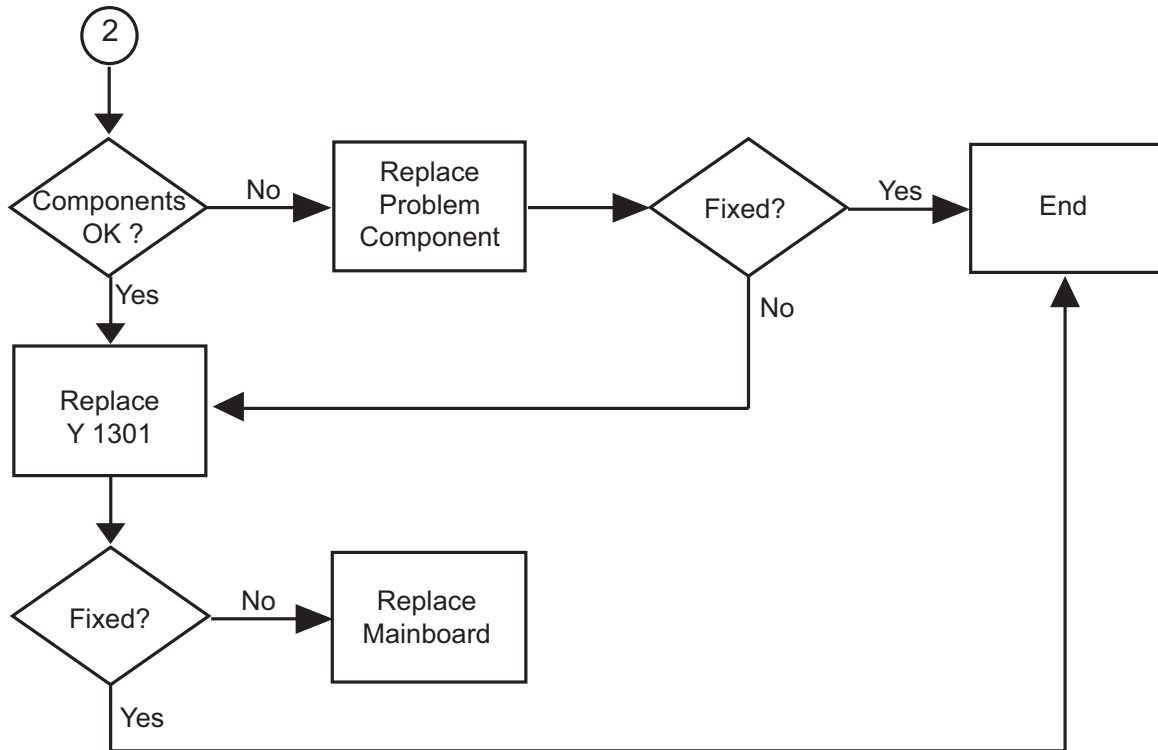 2
Components
OK ?
No
Replace
Problem
Component
Fixed?
Yes
End
Yes
No
Replace
Y 1301
Fixed?
No
Replace
Mainboard
Yes